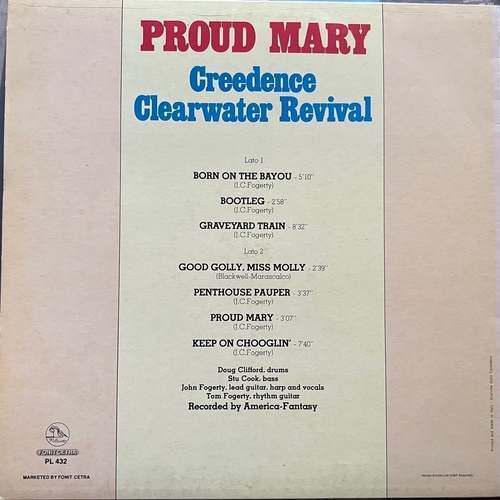 PROUD MARY
Creedence
Clearwater Revival
Lato 1
BORN ON THE BAYOU - 5'10"
(J.C.Fogerty)
BOOTLEG - 2'58"
(J.C.Fogerty)
GRAVEYARD TRAIN - 8'32"
(J.C.Fogerty)
Lato 2
GOOD GOLLY, MISS MOLLY - 2'39"
(Blackwell-Marascalco)
PENTHOUSE PAUPER - 3'37"
(J.C.Fogerty)
PROUD MARY - 3'07"
(J.C.Fogerty)
KEEP ON CHOOGLIN' - 7'40"
(J.C.Fogerty)
Doug Clifford, drums
Stu Cook, bass
John Fogerty, lead guitar, harp and vocals
Tom Fogerty, rhythm guitar
Recorded by America-Fantasy
FONIT CETRA
PL 432
MARKETED BY FONIT CETRA